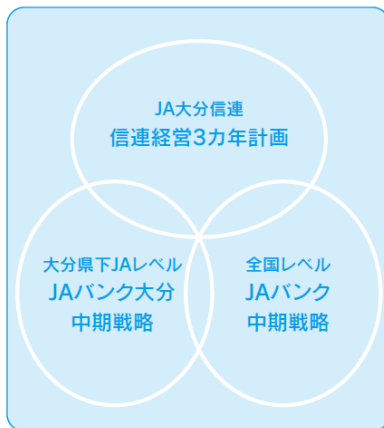 JA大分信連
信連経営3カ年計画
大分県下JAレベル
JAバンク大分
中期戦略
全国レベル
JAバンク
中期戦略